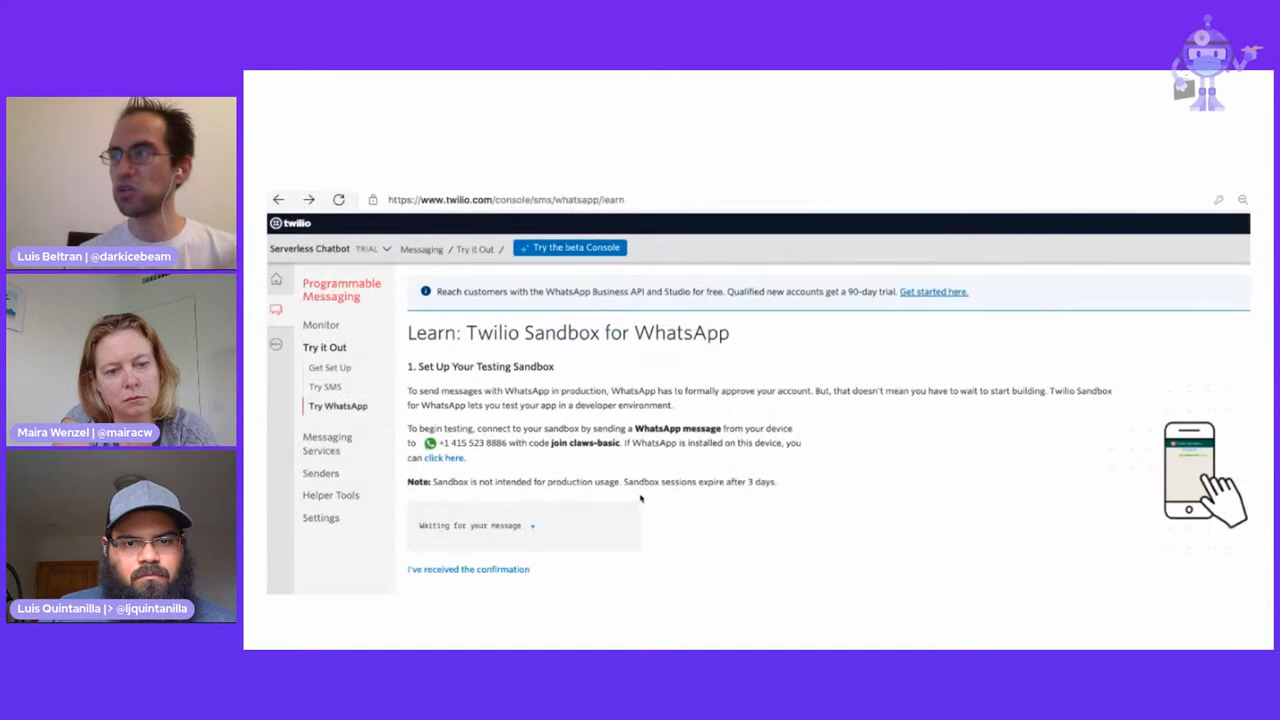 Luis Beltran | @darkicebeam
Maira Wenzel | @mairacw
Luis Quintanilla |> @ljquintanilla
https://www.twilio.com/console/sms/whatsapp/learn
twilio
Serverless Chatbot TRIAL Messaging / Try it Out / Try the beta Console
Programmable
Messaging
Monitor
Try it Out
Get Set Up
Try SMS
Try WhatsApp
Messaging
Services
Senders
Helper Tools
Settings
Reach customers with the WhatsApp Business API and Studio for free. Qualified new accounts get a 90-day trial. Get started here.
Learn: Twilio Sandbox for WhatsApp
1. Set Up Your Testing Sandbox
To send messages with WhatsApp in production, WhatsApp has to formally approve your account. But, that doesn't mean you have to wait to start building. Twilio Sandbox
for WhatsApp lets you test your app in a developer environment.
To begin testing, connect to your sandbox by sending a WhatsApp message from your device
to +1 415 523 8886 with code join claws-basic. If WhatsApp is installed on this device, you
can click here.
Note: Sandbox is not intended for production usage. Sandbox sessions expire after 3 days.
Waiting for your message
I've received the confirmation